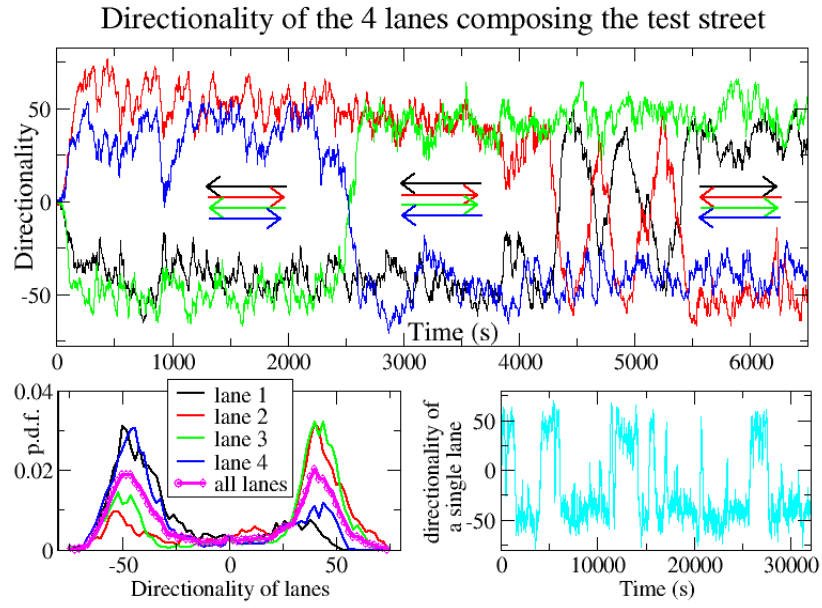 Directionality of the 4 lanes composing the test street
Directionality
50
0
-50
Time (s)
0
1000
2000
3000
4000
5000
6000
p.d.f.
0.04
0.02
0
lane 1
lane 2
lane 3
lane 4
all lanes
-50
0
50
Directionality of lanes
directionality of
a single lane
50
0
-50
0
10000
20000
30000
Time (s)